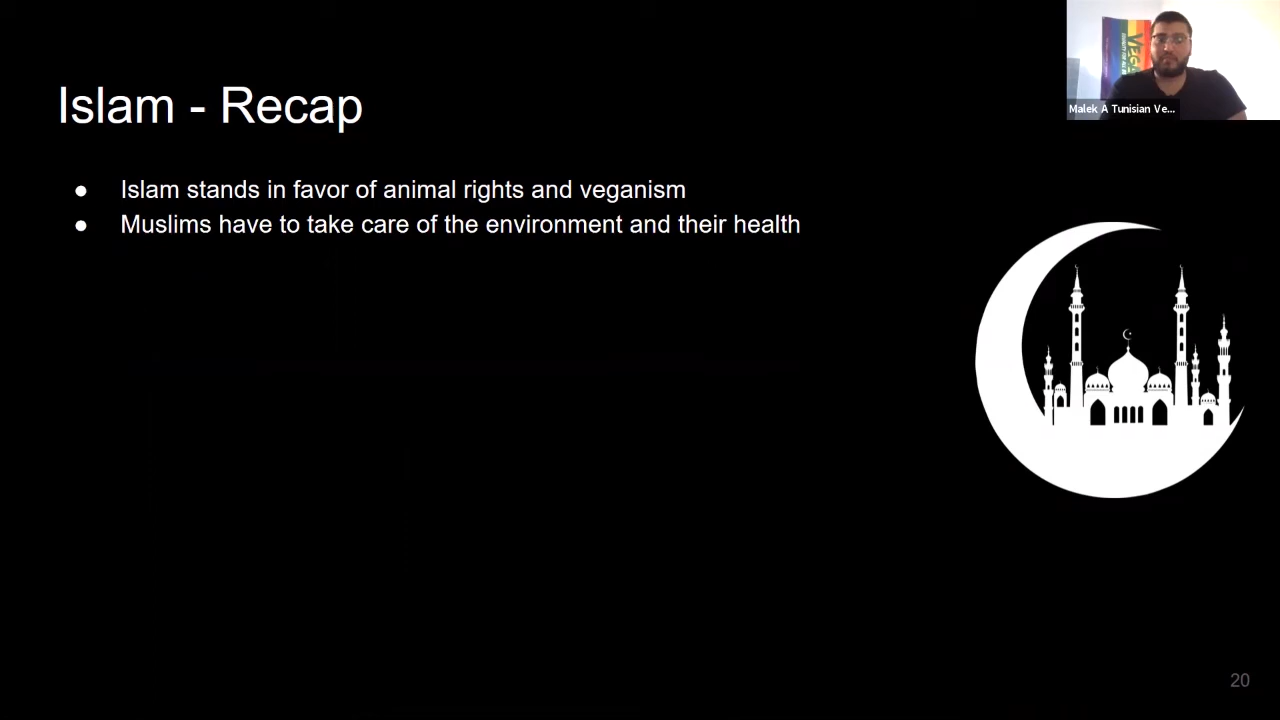 Islam - Recap
● Islam stands in favor of animal rights and veganism
● Muslims have to take care of the environment and their health
Malek A Tunisian Ve...
20